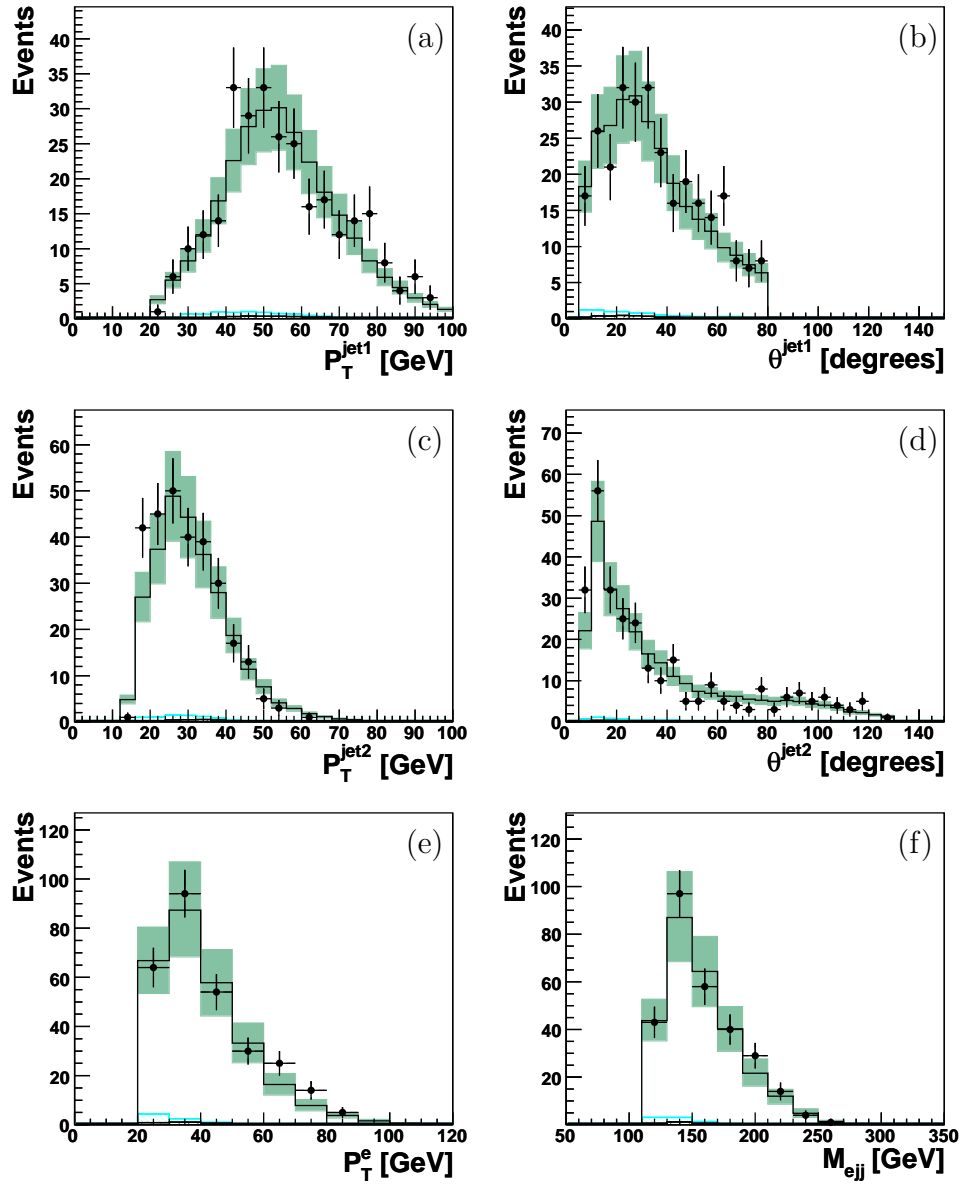 Events
(a)
40
35
30
25
20
15
10
5
0
0 10 20 30 40 50 60 70 80 90 100
P_T^jet1 [GeV]
Events
(b)
40
35
30
25
20
15
10
5
0
0 20 40 60 80 100 120 140
θ^jet1 [degrees]
Events
(c)
60
50
40
30
20
10
0
0 10 20 30 40 50 60 70 80 90 100
P_T^jet2 [GeV]
Events
(d)
70
60
50
40
30
20
10
0
0 20 40 60 80 100 120 140
θ^jet2 [degrees]
Events
(e)
120
100
80
60
40
20
0
0 20 40 60 80 100 120
P_T^e [GeV]
Events
(f)
120
100
80
60
40
20
50 100 150 200 250 300 350
M_ejj [GeV]